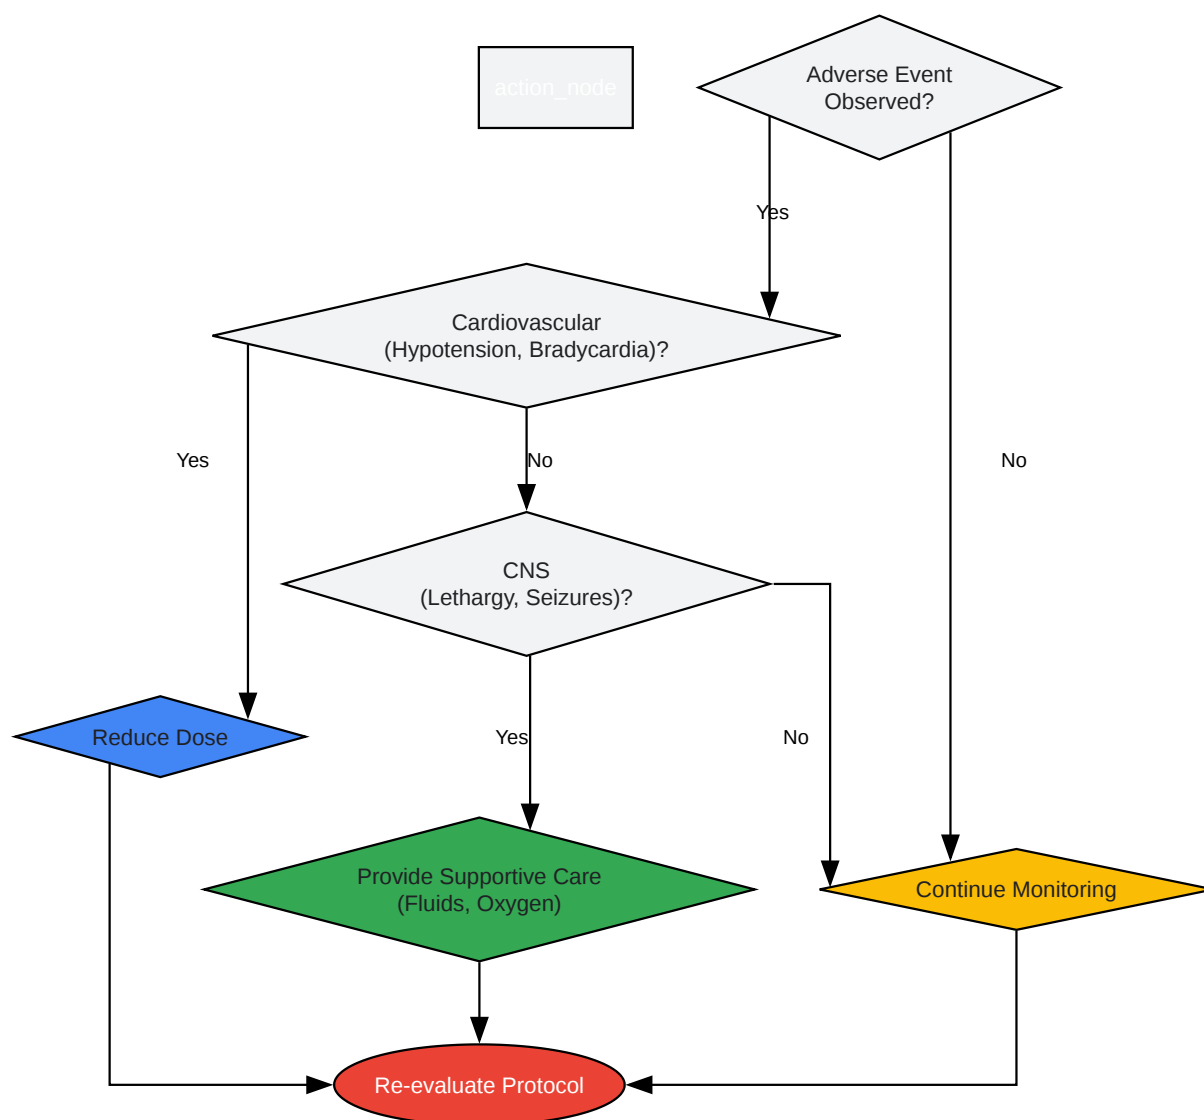 action_node
Adverse Event
Observed?
Yes
Cardiovascular
(Hypotension, Bradycardia)?
Yes
No
No
CNS
(Lethargy, Seizures)?
Reduce Dose
Yes
No
Provide Supportive Care
(Fluids, Oxygen)
Continue Monitoring
Re-evaluate Protocol